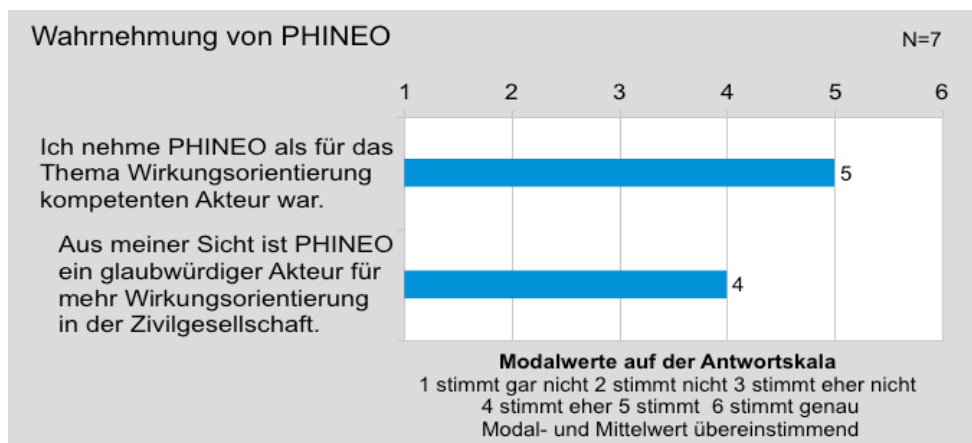 Wahrnehmung von PHINEO
N=7
1 2 3 4 5 6
Ich nehme PHINEO als für das
Thema Wirkungsorientierung
kompetenten Akteur war.
5
Aus meiner Sicht ist PHINEO
ein glaubwürdiger Akteur für
mehr Wirkungsorientierung
in der Zivilgesellschaft.
4
Modalwerte auf der Antwortskala
1 stimmt gar nicht 2 stimmt nicht 3 stimmt eher nicht
4 stimmt eher 5 stimmt 6 stimmt genau
Modal- und Mittelwert übereinstimmend